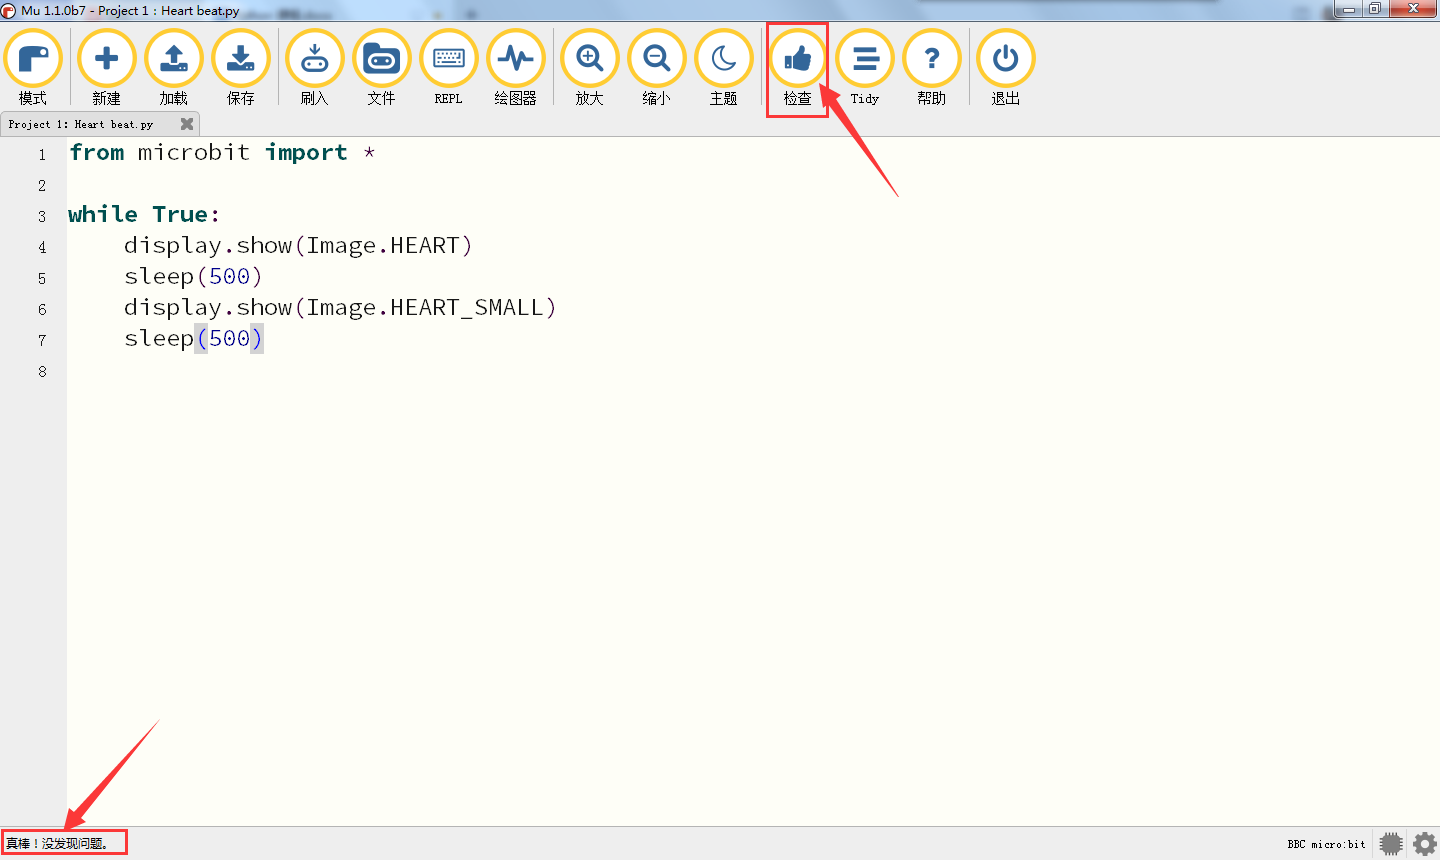 Mu 1.1.0b7 - Project 1：Heart beat.py
模式 新建 加载 保存 刷入 文件 REPL 绘图器 放大 缩小 主题 检查 Tidy 帮助 退出
Project 1：Heart beat.py
1 from microbit import *
2
3 while True:
4 display.show(Image.HEART)
5 sleep(500)
6 display.show(Image.HEART_SMALL)
7 sleep(500)
8
真棒！没发现问题。
BBC micro:bit